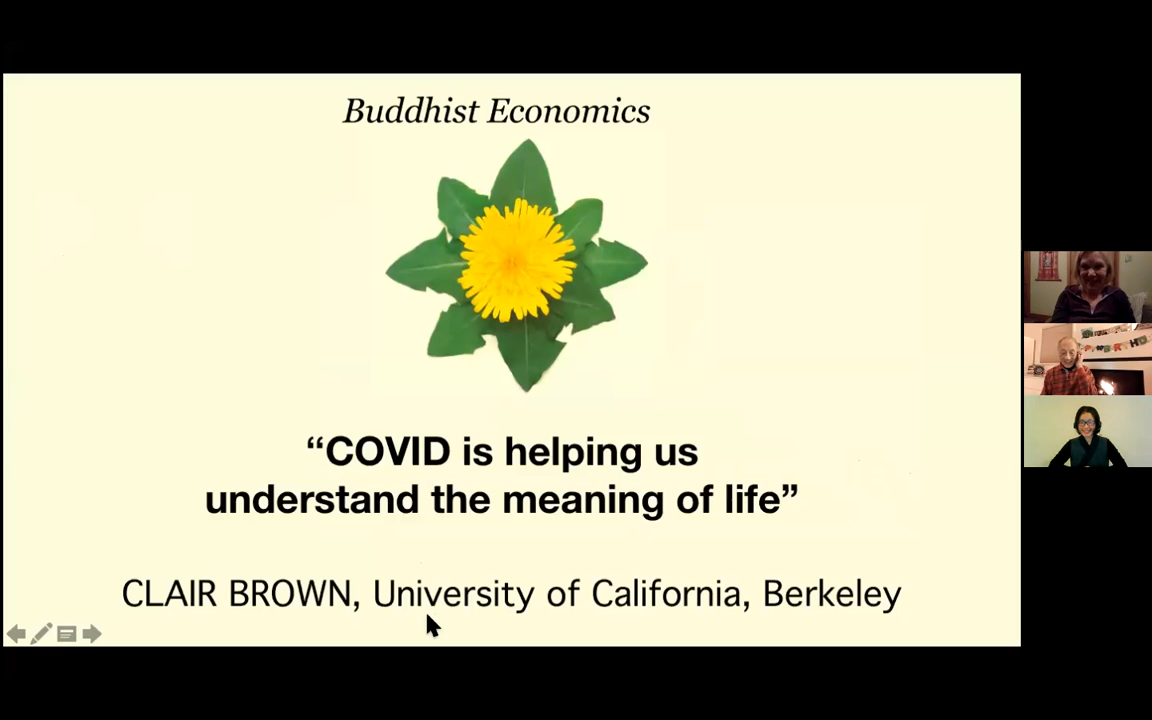 Buddhist Economics
“COVID is helping us
understand the meaning of life”
CLAIR BROWN, University of California, Berkeley